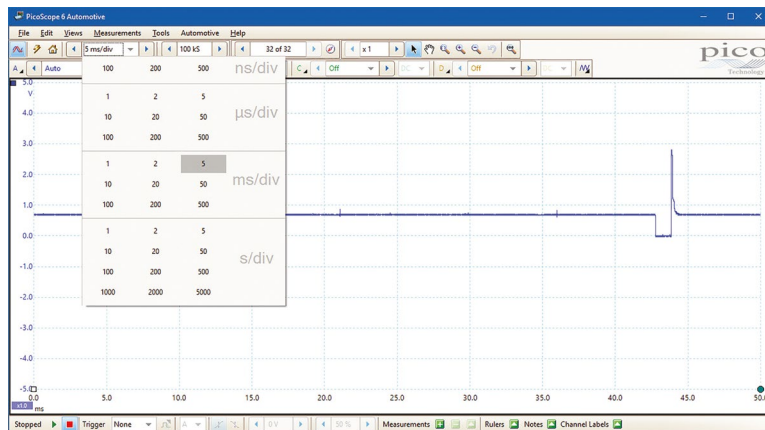 PicoScope 6 Automotive
File Edit Views Measurements Tools Automotive Help
5 ms/div 100 kS 32 of 32 x 1
pico
Technology
A Auto C Off DC D Off DC
100 200 500 ns/div
1 2 5
10 20 50 µs/div
100 200 500
1 2 5
10 20 50 ms/div
100 200 500
1 2 5
10 20 50 s/div
100 200 500
1000 2000 5000
5.0
V
4.0
3.0
2.0
1.0
0.0
-1.0
-2.0
-3.0
-4.0
-5.0
0.0 5.0 10.0 15.0 20.0 25.0 30.0 35.0 40.0 45.0 50.0
x1.0 ms
Stopped Trigger None A 0 V 50 % Measurements Rulers Notes Channel Labels